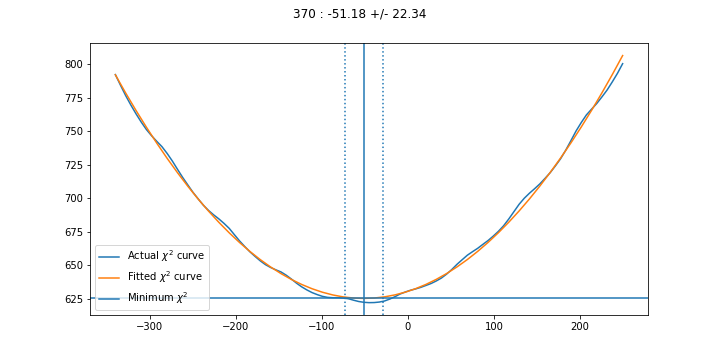 370 : -51.18 +/- 22.34
800
775
750
725
700
675
650
625
Actual χ² curve
Fitted χ² curve
Minimum χ²
−300 −200 −100 0 100 200